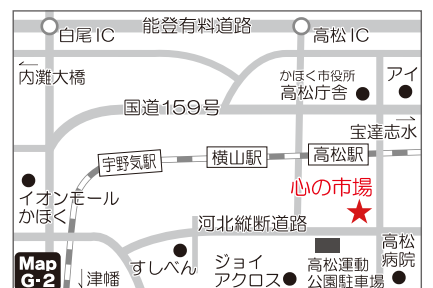 能登有料道路
白尾IC
高松IC
←
内灘大橋
かほく市役所
高松庁舎
アイ
国道159号
→
宝達志水
宇野気駅
横山駅
高松駅
心の市場
イオンモール
かほく
河北縦断道路
Map
G-2
↓津幡
すしべん
ジョイ
アクロス
高松運動
公園駐車場
高松
病院